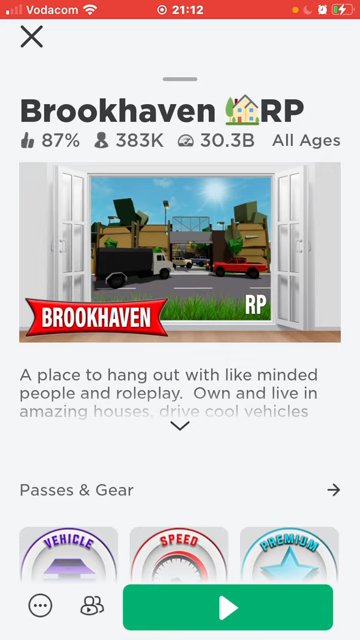 Vodacom 21:12
Brookhaven 🏡RP
87% 383K 30.3B All Ages
BROOKHAVEN RP
A place to hang out with like minded
people and roleplay. Own and live in
amazing houses, drive cool vehicles
Passes & Gear
VEHICLE SPEED PREMIUM